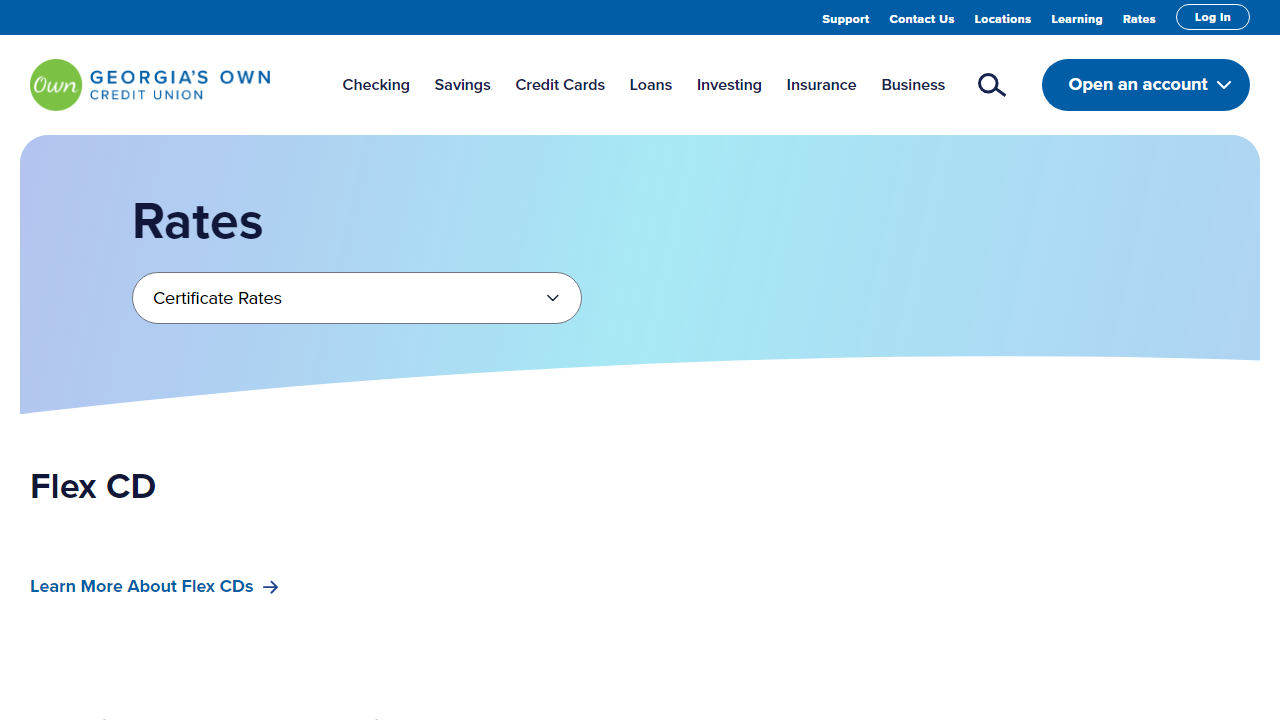 Support Contact Us Locations Learning Rates Log In
Own GEORGIA'S OWN
CREDIT UNION
Checking Savings Credit Cards Loans Investing Insurance Business
Open an account
Rates
Certificate Rates
Flex CD
Learn More About Flex CDs